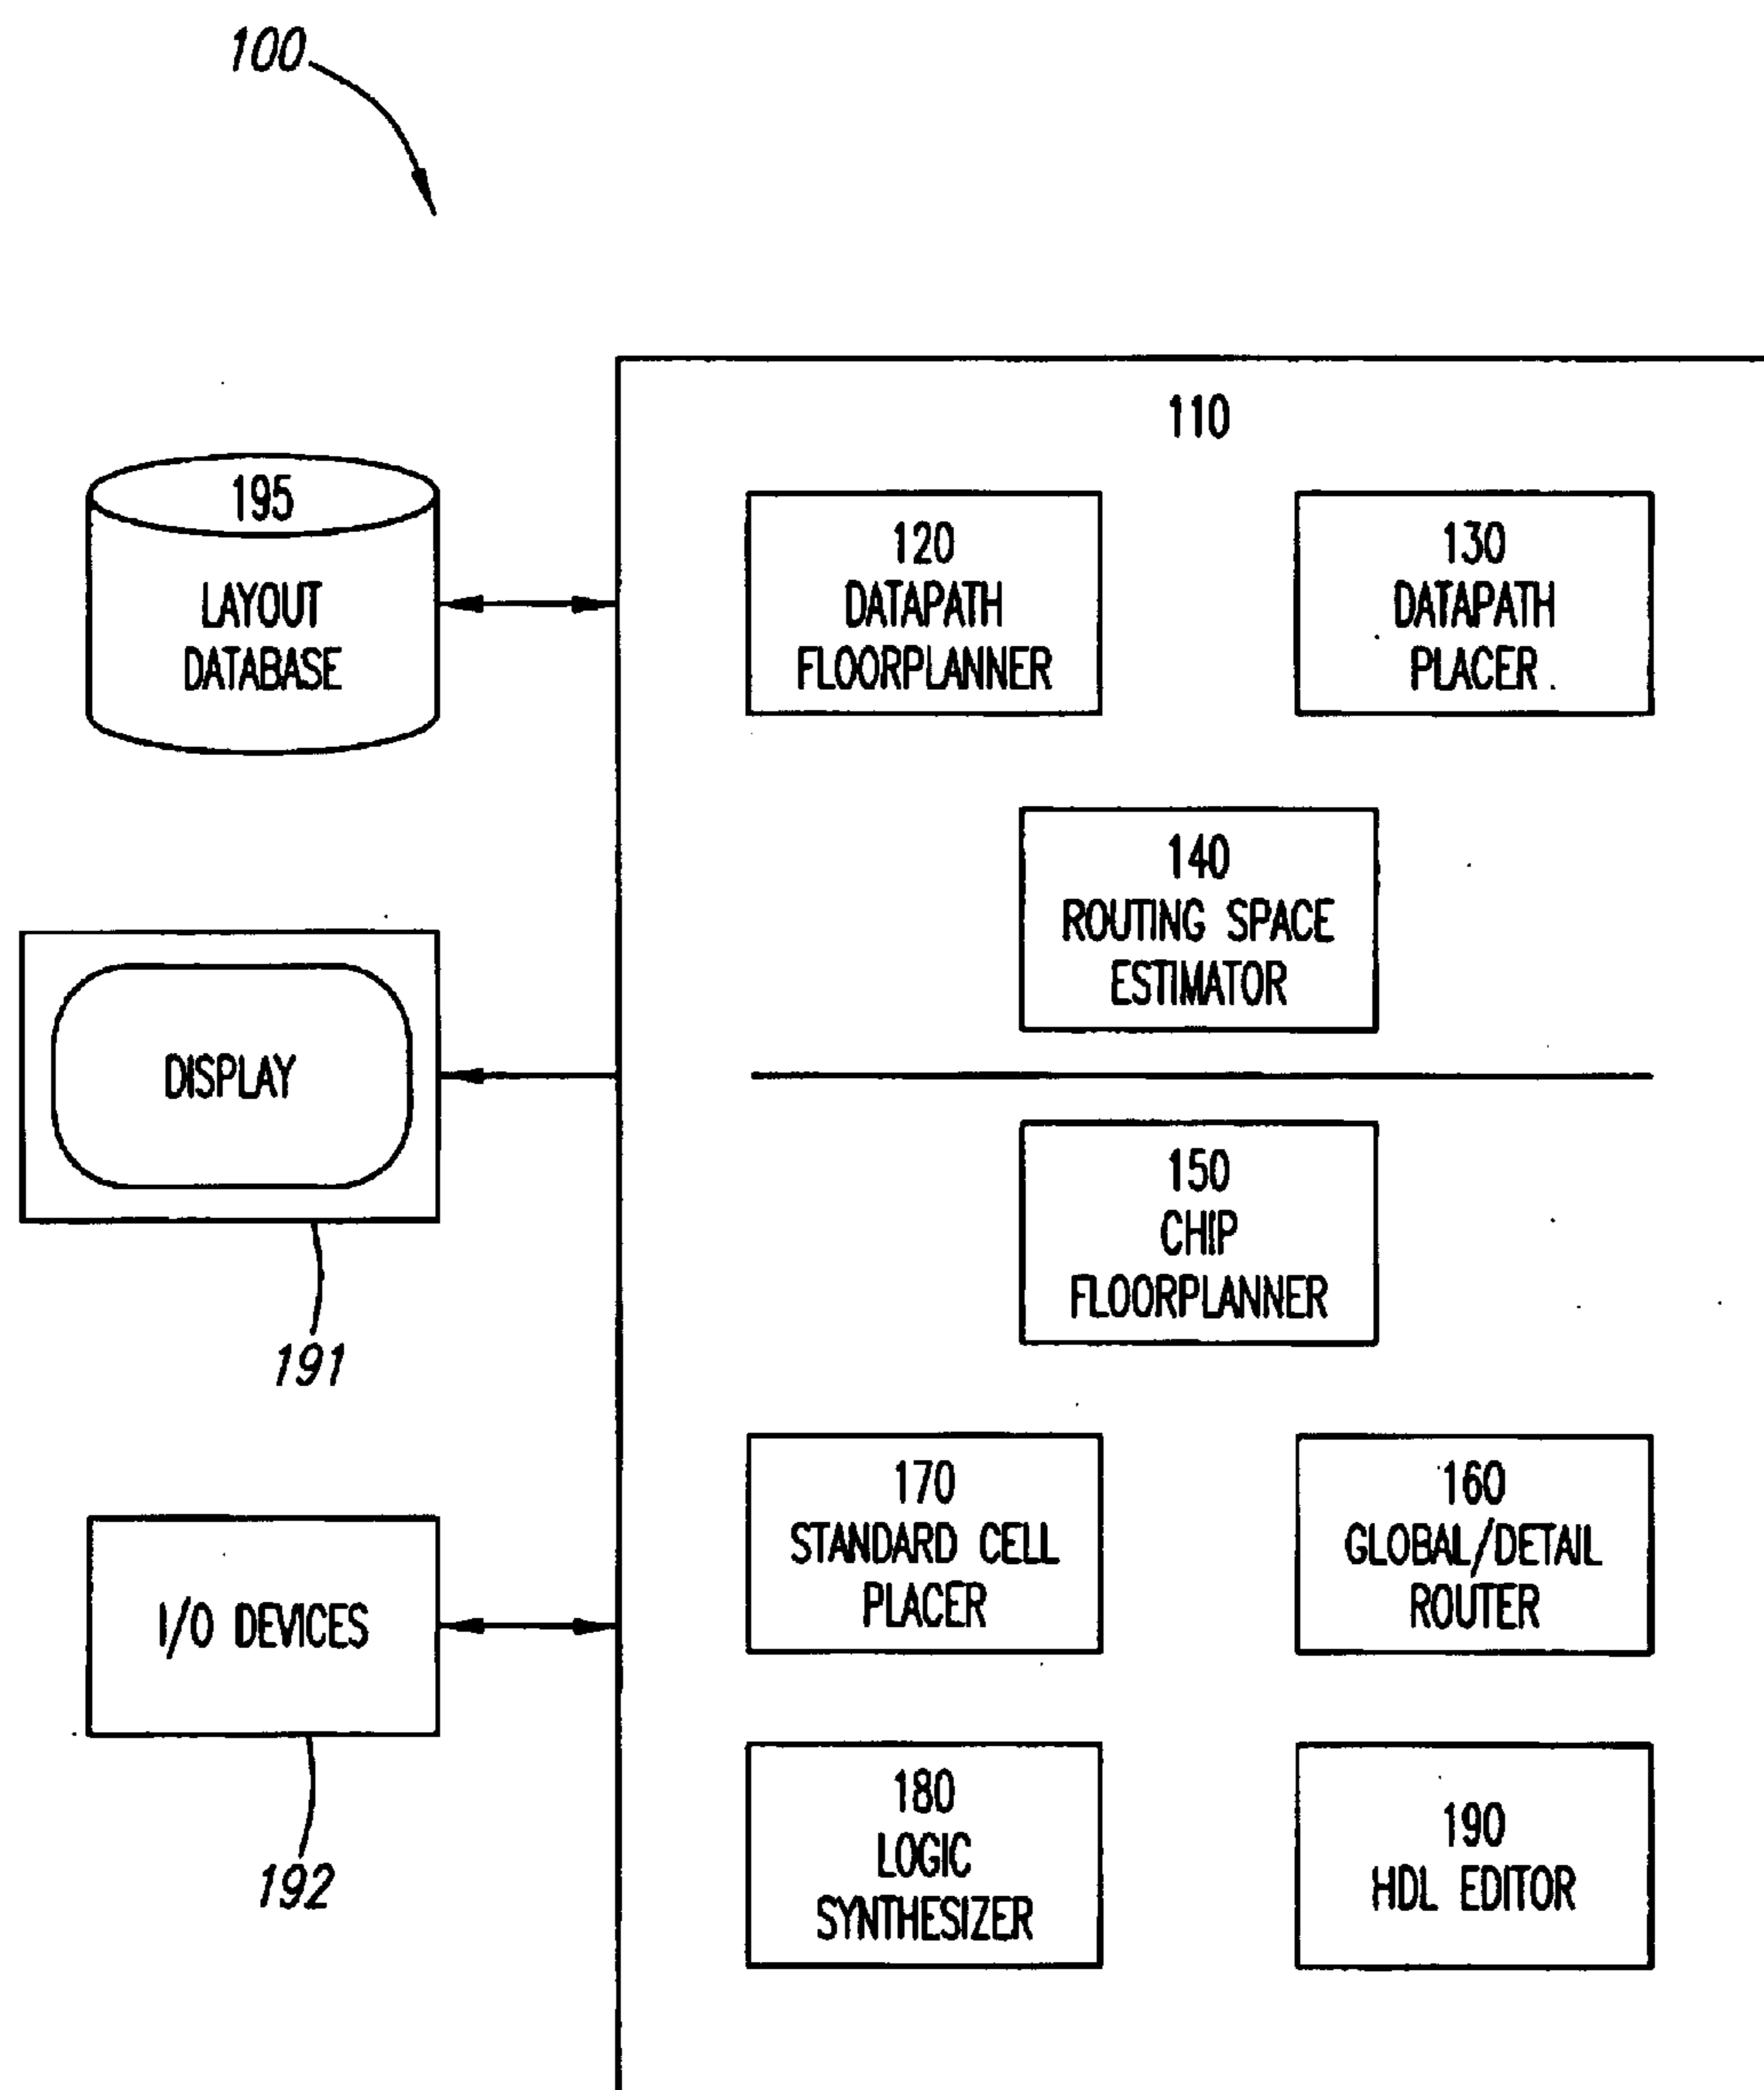 100
110
195
LAYOUT
DATABASE
120
DATAPATH
FLOORPLANNER
130
DATAPATH
PLACER
140
ROUTING SPACE
ESTIMATOR
DISPLAY
191
150
CHIP
FLOORPLANNER
170
STANDARD CELL
PLACER
160
GLOBAL/DETAIL
ROUTER
I/O DEVICES
192
180
LOGIC
SYNTHESIZER
190
HDL EDITOR